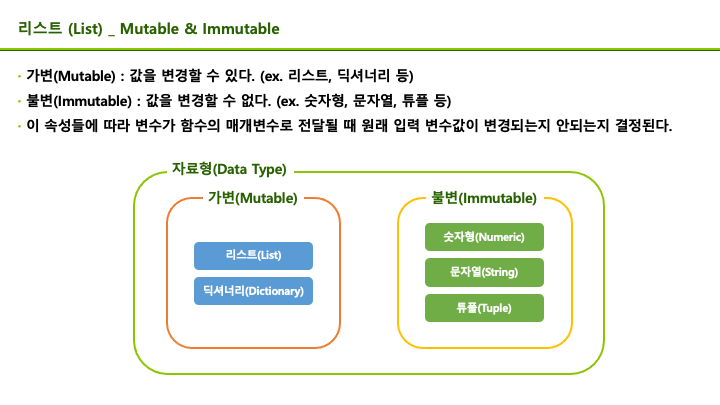 리스트 (List) _ Mutable & Immutable
· 가변(Mutable) : 값을 변경할 수 있다. (ex. 리스트, 딕셔너리 등)
· 불변(Immutable) : 값을 변경할 수 없다. (ex. 숫자형, 문자열, 튜플 등)
· 이 속성들에 따라 변수가 함수의 매개변수로 전달될 때 원래 입력 변수값이 변경되는지 안되는지 결정된다.
자료형(Data Type)
가변(Mutable)
리스트(List)
딕셔너리(Dictionary)
불변(Immutable)
숫자형(Numeric)
문자열(String)
튜플(Tuple)